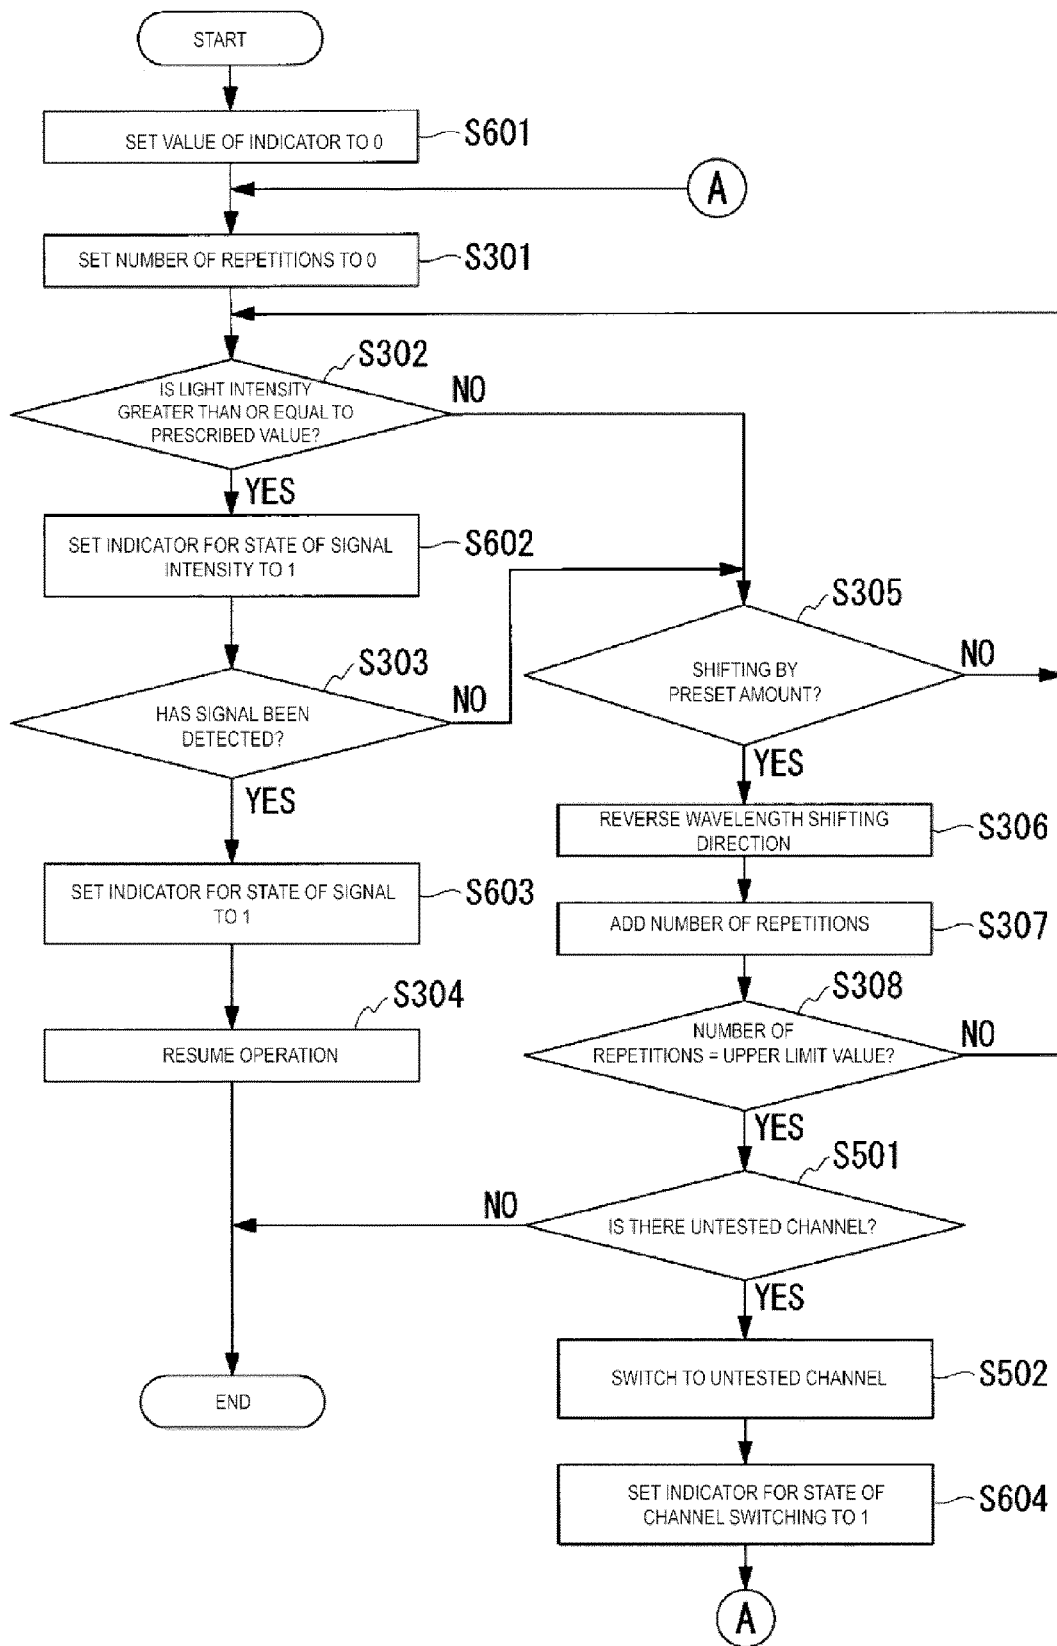 START
SET VALUE OF INDICATOR TO 0
S601
A
SET NUMBER OF REPETITIONS TO 0
S301
S302
IS LIGHT INTENSITY
GREATER THAN OR EQUAL TO
PRESCRIBED VALUE?
NO
YES
SET INDICATOR FOR STATE OF SIGNAL
INTENSITY TO 1
S602
S303
HAS SIGNAL BEEN
DETECTED?
NO
YES
SET INDICATOR FOR STATE OF SIGNAL
TO 1
S603
S304
RESUME OPERATION
END
S305
SHIFTING BY
PRESET AMOUNT?
NO
YES
REVERSE WAVELENGTH SHIFTING
DIRECTION
S306
ADD NUMBER OF REPETITIONS
S307
S308
NUMBER OF
REPETITIONS = UPPER LIMIT VALUE?
NO
YES
S501
IS THERE UNTESTED CHANNEL?
NO
YES
SWITCH TO UNTESTED CHANNEL
S502
SET INDICATOR FOR STATE OF
CHANNEL SWITCHING TO 1
S604
A